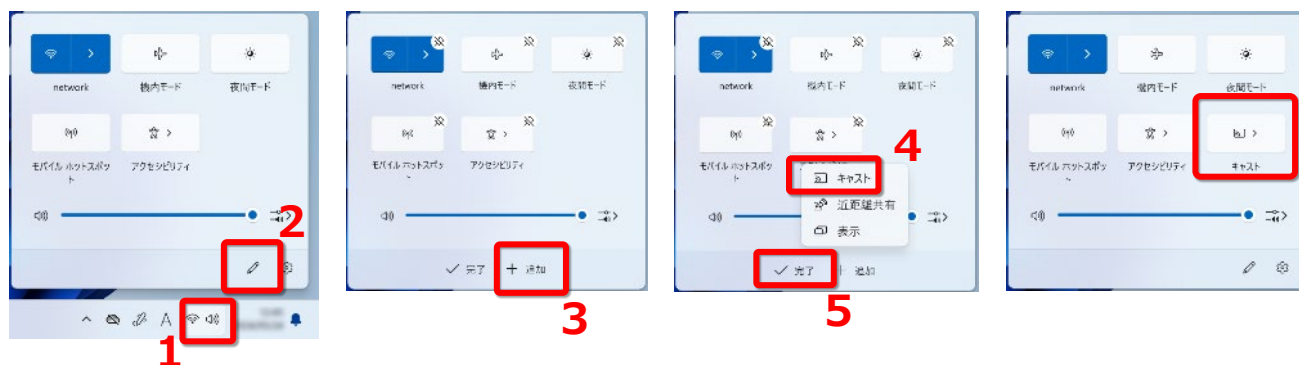 network
機内モード
夜間モード
モバイル ホットスポット
アクセシビリティ
2
A
1
network
機内モード
夜間モード
モバイル ホットスポッ
アクセシビリティ
完了
追加
3
network
機内モード
夜間モード
モバイル ホットスポット
4
キャスト
近距離共有
表示
完了
追加
5
network
機内モード
夜間モード
モバイル ホットスポッ
アクセシビリティ
キャスト